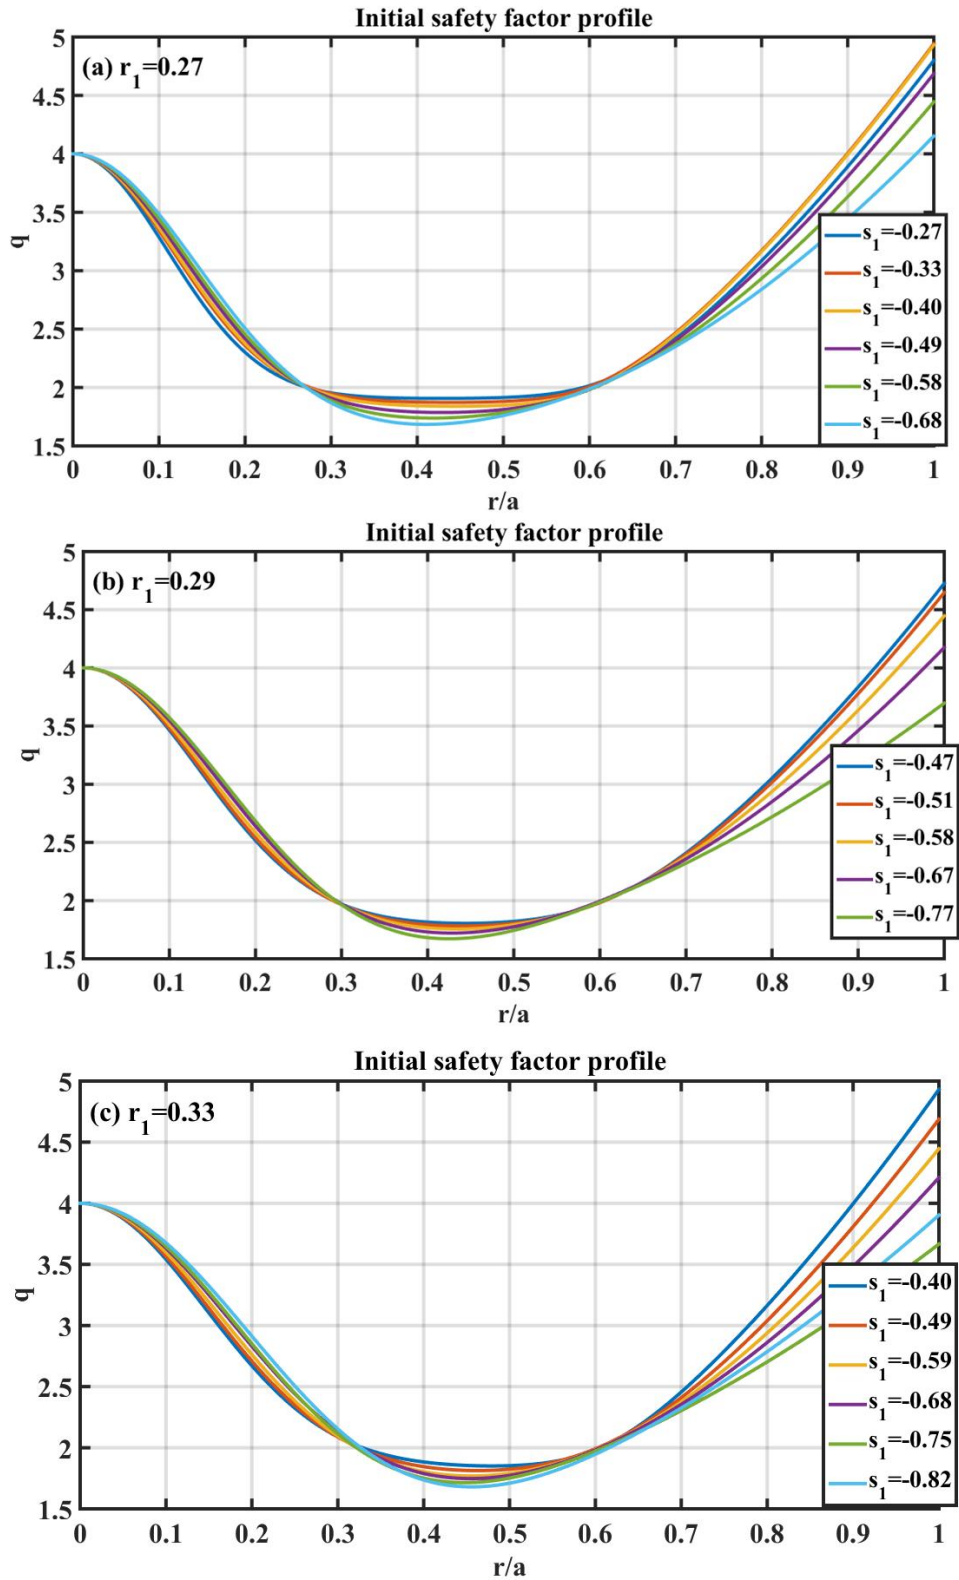 Initial safety factor profile
(a) r1=0.27
5
4.5
4
3.5
3
2.5
2
1.5
q
0 0.1 0.2 0.3 0.4 0.5 0.6 0.7 0.8 0.9 1
r/a
s1=-0.27
s1=-0.33
s1=-0.40
s1=-0.49
s1=-0.58
s1=-0.68
Initial safety factor profile
(b) r1=0.29
5
4.5
4
3.5
3
2.5
2
1.5
q
0 0.1 0.2 0.3 0.4 0.5 0.6 0.7 0.8 0.9 1
r/a
s1=-0.47
s1=-0.51
s1=-0.58
s1=-0.67
s1=-0.77
Initial safety factor profile
(c) r1=0.33
5
4.5
4
3.5
3
2.5
2
1.5
q
0 0.1 0.2 0.3 0.4 0.5 0.6 0.7 0.8 0.9 1
r/a
s1=-0.40
s1=-0.49
s1=-0.59
s1=-0.68
s1=-0.75
s1=-0.82